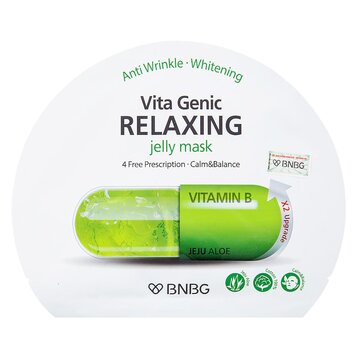 Anti Wrinkle · Whitening
Vita Genic
RELAXING
jelly mask
4 Free Prescription · Calm&Balance
BNBG
VITAMIN B
X2 Upgrade
JEJU ALOE
BNBG